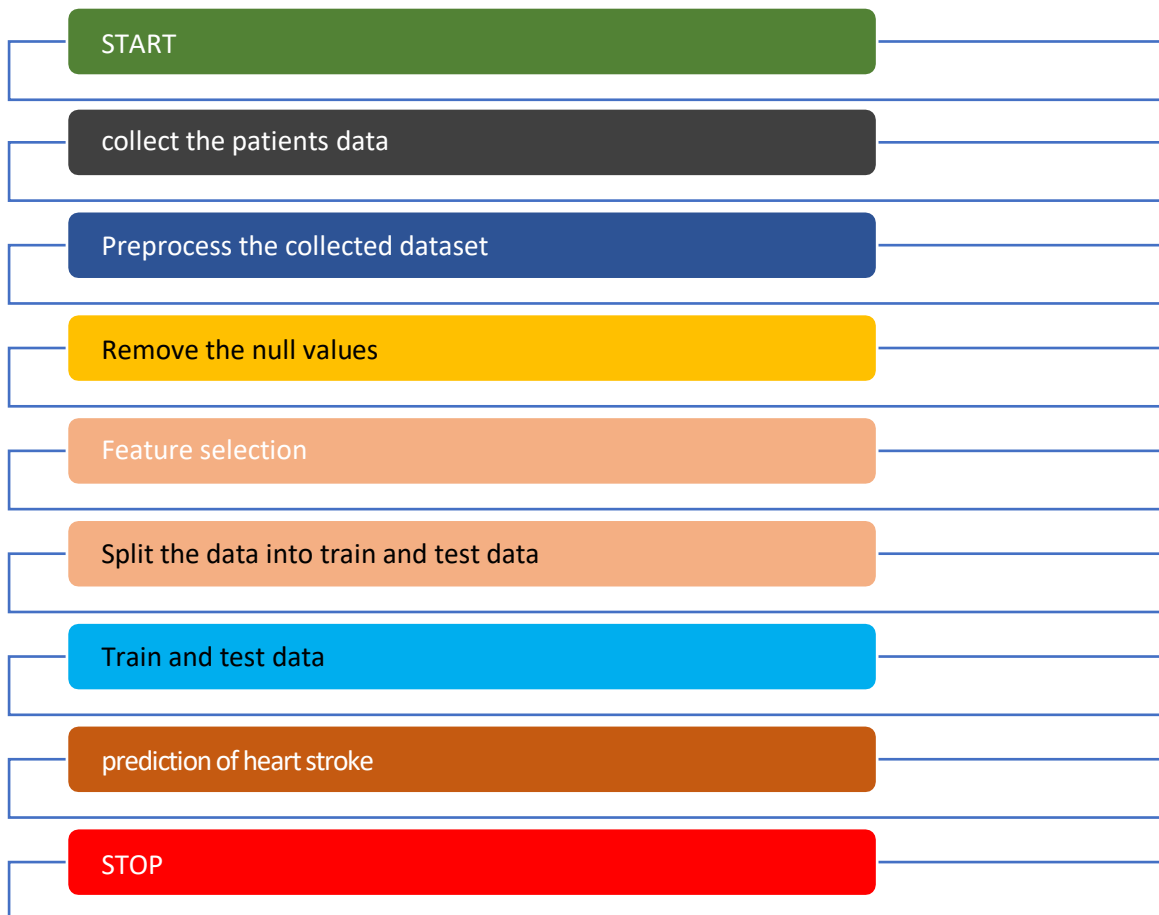 START
collect the patients data
Preprocess the collected dataset
Remove the null values
Feature selection
Split the data into train and test data
Train and test data
prediction of heart stroke
STOP